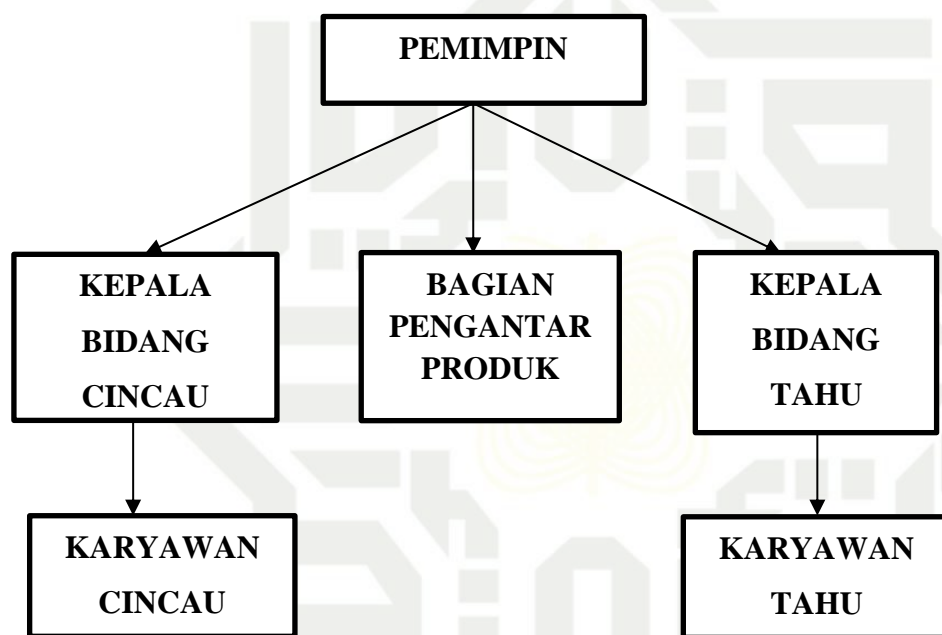 PEMIMPIN
KEPALA
BIDANG
CINCAU
BAGIAN
PENGANTAR
PRODUK
KEPALA
BIDANG
TAHU
KARYAWAN
CINCAU
KARYAWAN
TAHU